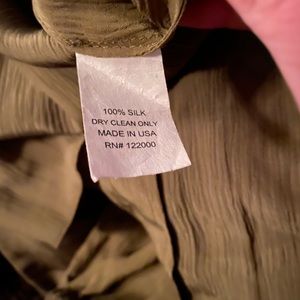 100% SILK
DRY CLEAN ONLY
MADE IN USA
RN# 122000